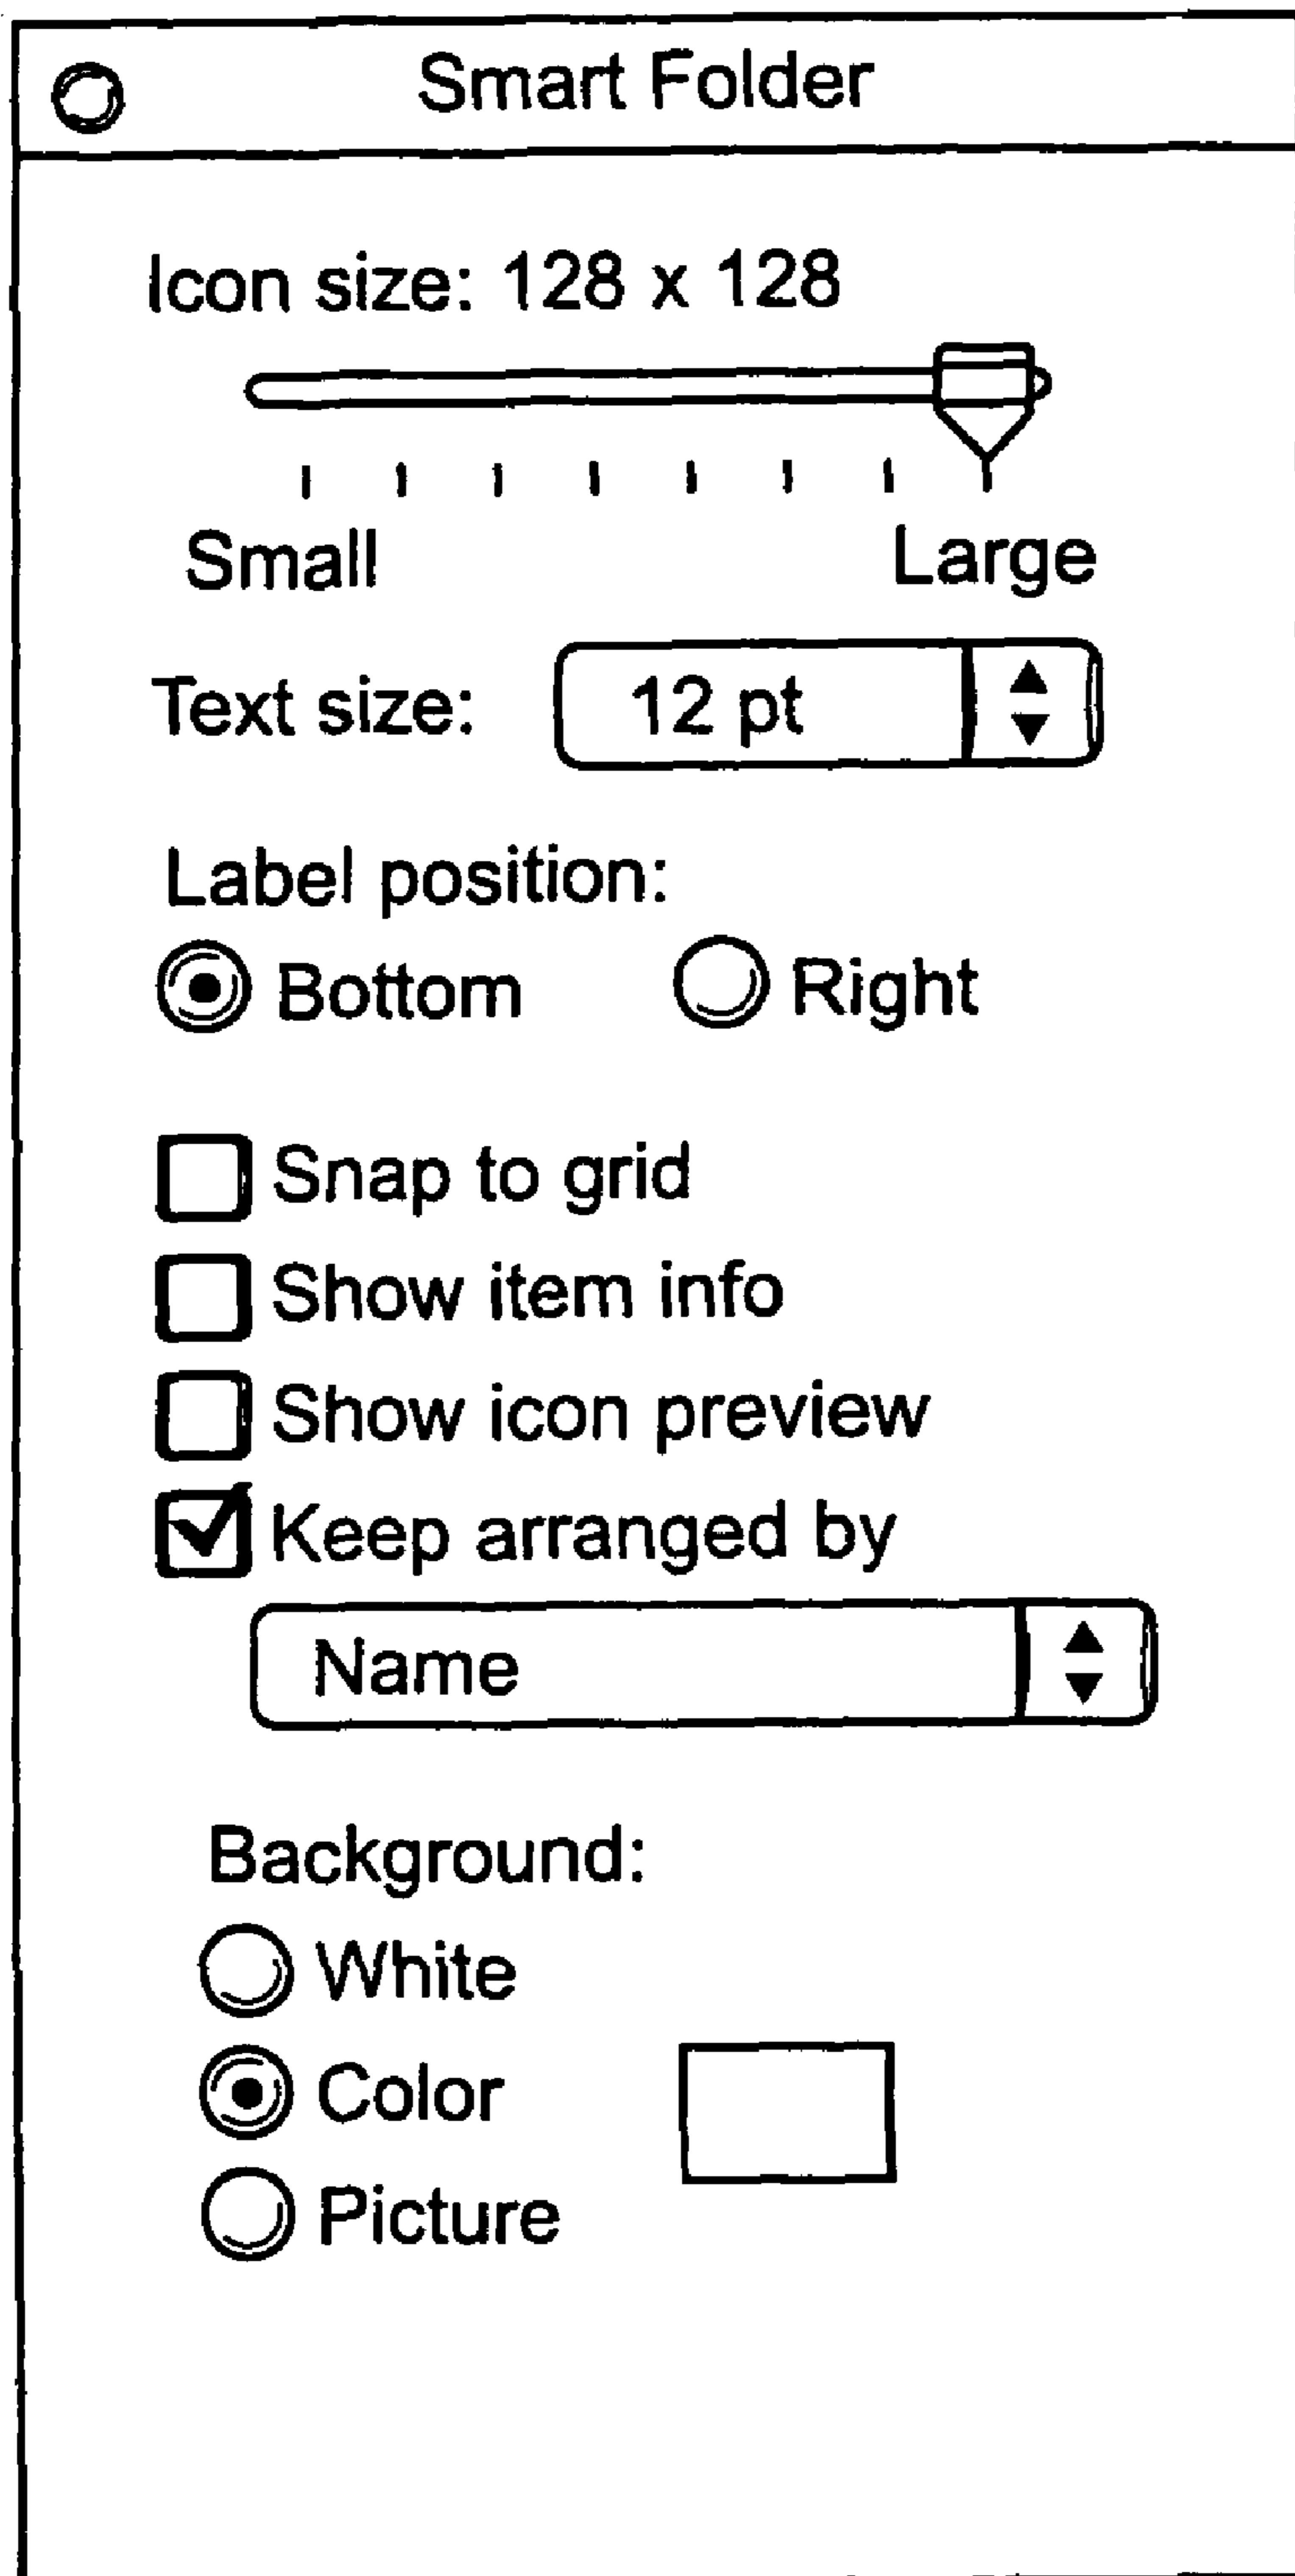 Smart Folder
Icon size: 128 x 128
Small Large
Text size: 12 pt
Label position:
Bottom Right
Snap to grid
Show item info
Show icon preview
Keep arranged by
Name
Background:
White
Color
Picture